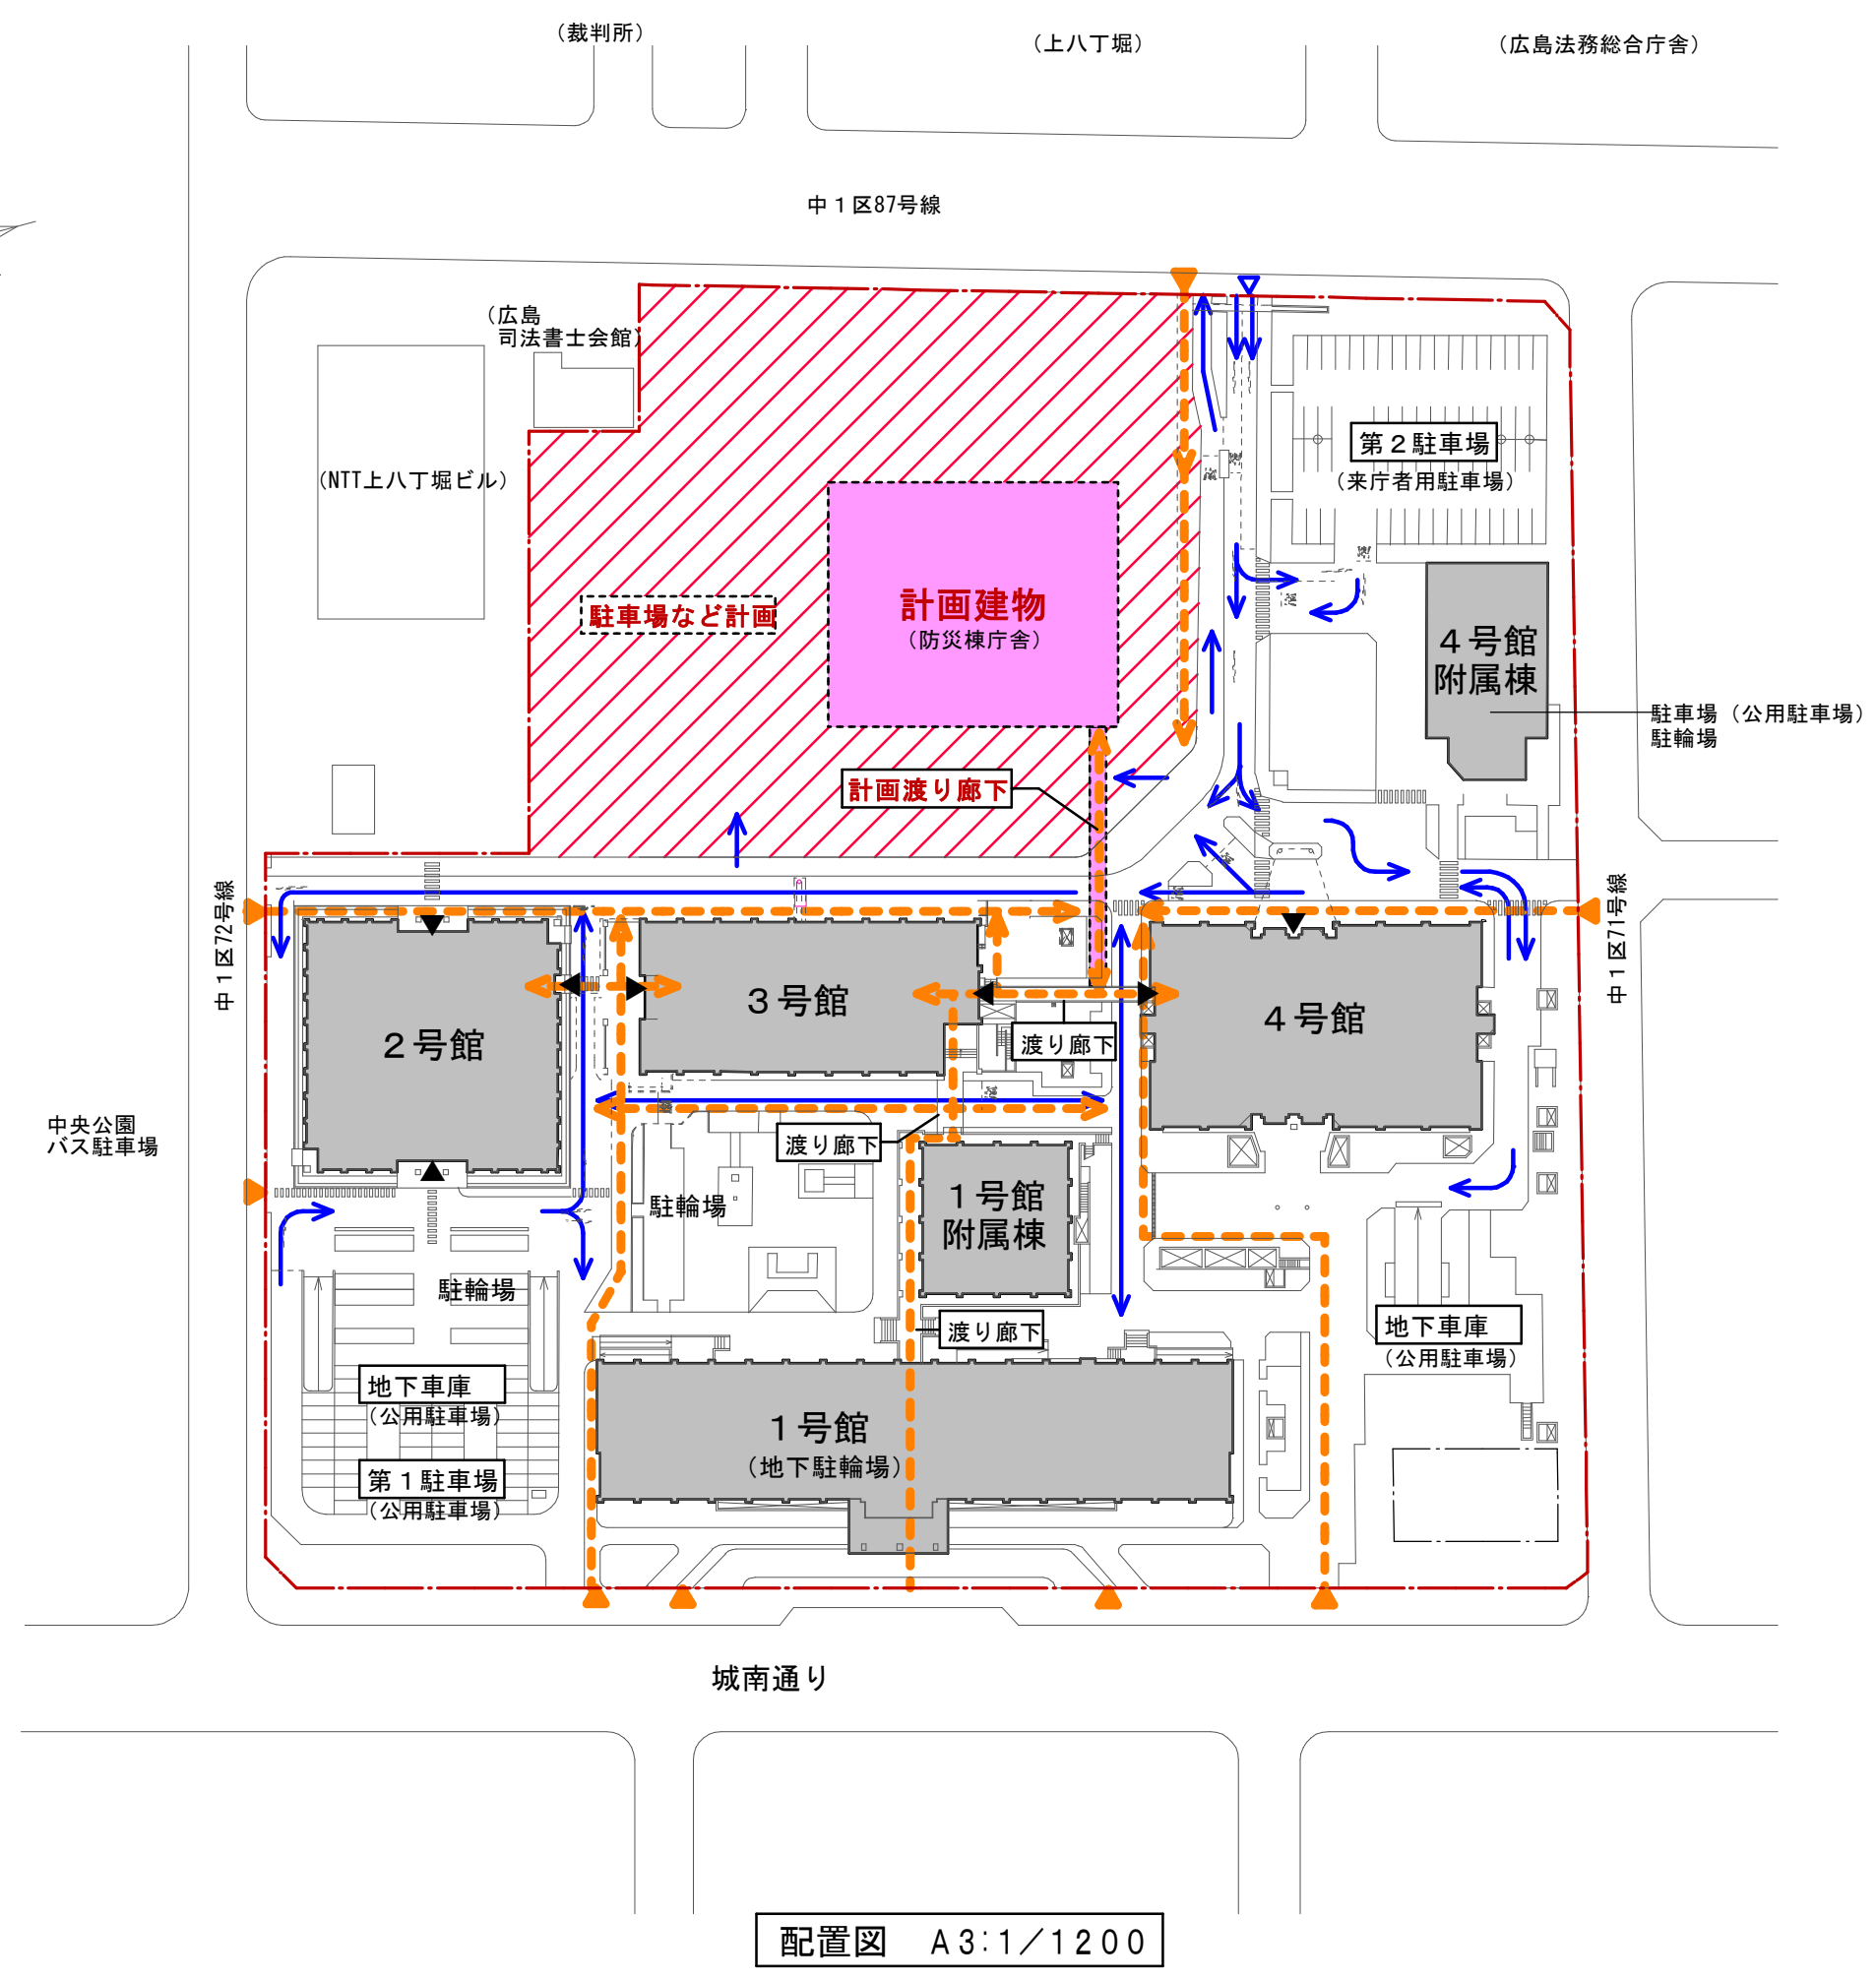 （裁判所）
（上八丁堀）
（広島法務総合庁舎）
中１区87号線
（広島
司法書士会館）
（NTT上八丁堀ビル）
第２駐車場
（来庁者用駐車場）
計画建物
（防災棟庁舎）
駐車場など計画
４号館
附属棟
駐車場（公用駐車場）
駐輪場
計画渡り廊下
中１区72号線
中１区71号線
２号館
３号館
４号館
渡り廊下
中央公園
バス駐車場
渡り廊下
駐輪場
１号館
附属棟
駐輪場
渡り廊下
地下車庫
（公用駐車場）
地下車庫
（公用駐車場）
１号館
（地下駐輪場）
第１駐車場
（公用駐車場）
城南通り
配置図　A3:1／1200